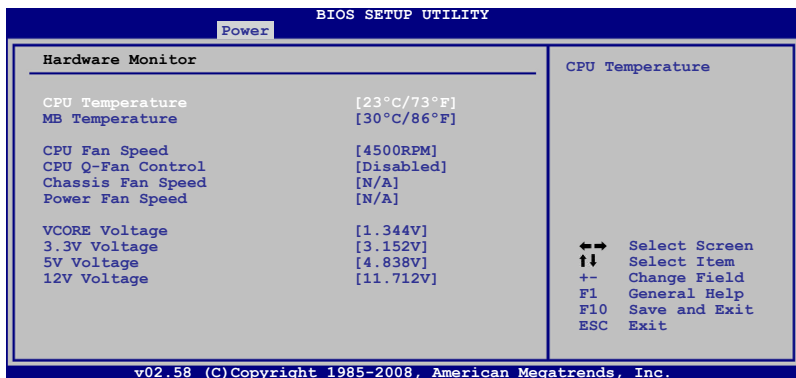 BIOS SETUP UTILITY
Power
Hardware Monitor
CPU Temperature [23°C/73°F]
MB Temperature [30°C/86°F]
CPU Fan Speed [4500RPM]
CPU Q-Fan Control [Disabled]
Chassis Fan Speed [N/A]
Power Fan Speed [N/A]
VCORE Voltage [1.344V]
3.3V Voltage [3.152V]
5V Voltage [4.838V]
12V Voltage [11.712V]
CPU Temperature
←→ Select Screen
↑↓ Select Item
+- Change Field
F1 General Help
F10 Save and Exit
ESC Exit
v02.58 (C)Copyright 1985-2008, American Megatrends, Inc.